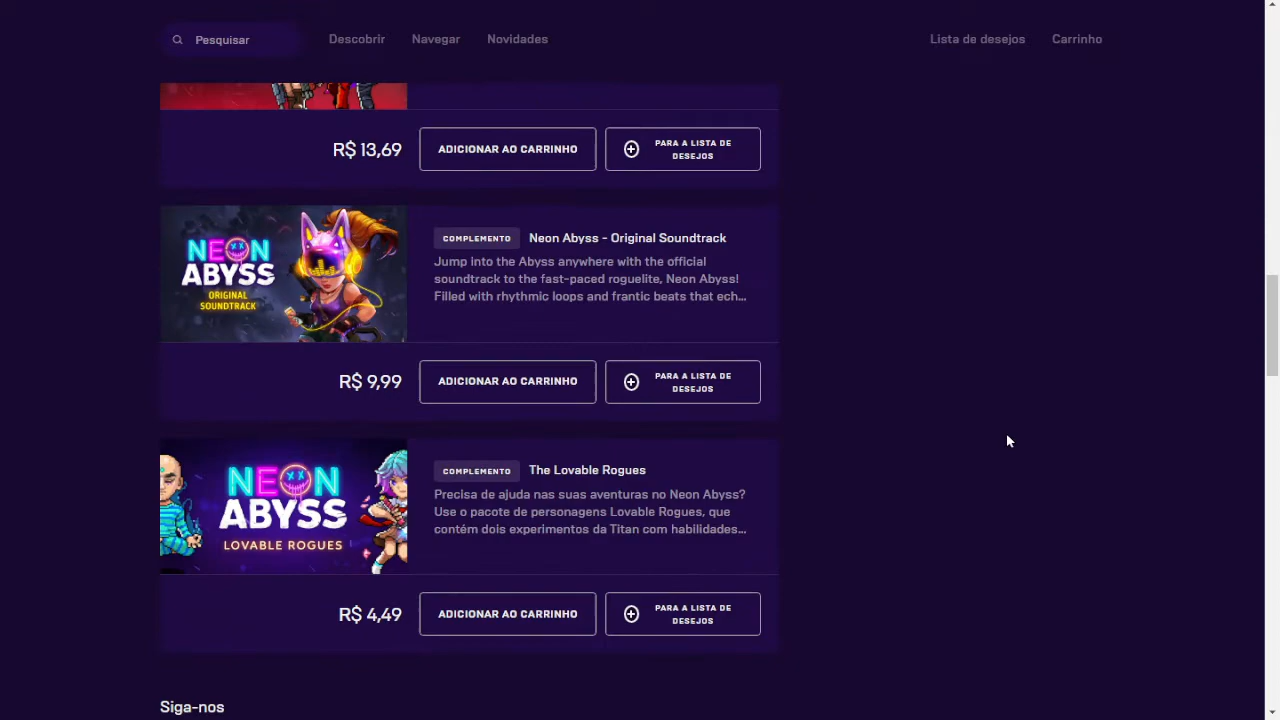 Pesquisar
Descobrir
Navegar
Novidades
Lista de desejos
Carrinho
R$ 13,69
ADICIONAR AO CARRINHO
PARA A LISTA DE
DESEJOS
NEON
ABYSS
ORIGINAL
SOUNDTRACK
COMPLEMENTO
Neon Abyss - Original Soundtrack
Jump into the Abyss anywhere with the official
soundtrack to the fast-paced roguelite, Neon Abyss!
Filled with rhythmic loops and frantic beats that ech...
R$ 9,99
ADICIONAR AO CARRINHO
PARA A LISTA DE
DESEJOS
NEON
ABYSS
LOVABLE ROGUES
COMPLEMENTO
The Lovable Rogues
Precisa de ajuda nas suas aventuras no Neon Abyss?
Use o pacote de personagens Lovable Rogues, que
contém dois experimentos da Titan com habilidades...
R$ 4,49
ADICIONAR AO CARRINHO
PARA A LISTA DE
DESEJOS
Siga-nos